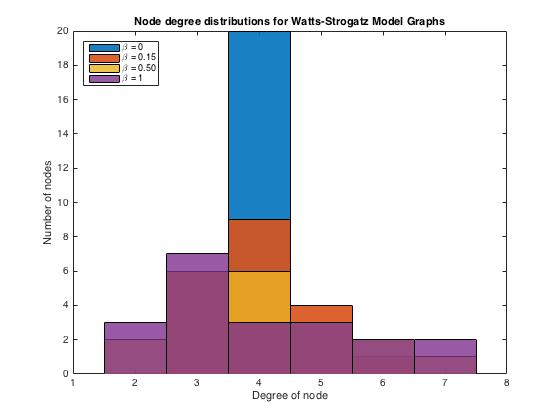 Node degree distributions for Watts-Strogatz Model Graphs
β = 0
β = 0.15
β = 0.50
β = 1
20
18
16
14
12
10
8
6
4
2
0
Number of nodes
1 2 3 4 5 6 7 8
Degree of node